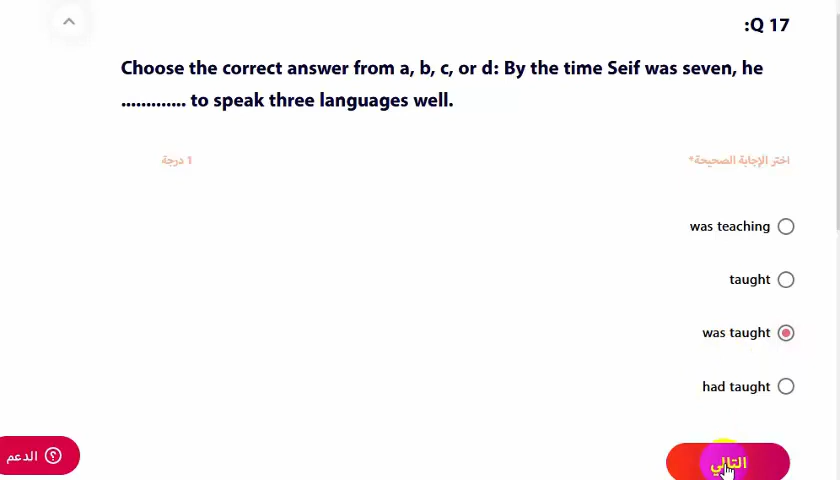 :Q 17
Choose the correct answer from a, b, c, or d: By the time Seif was seven, he
............. to speak three languages well.
اختر الإجابة الصحيحة*
1 درجة
was teaching
taught
was taught
had taught
التالي
الدعم